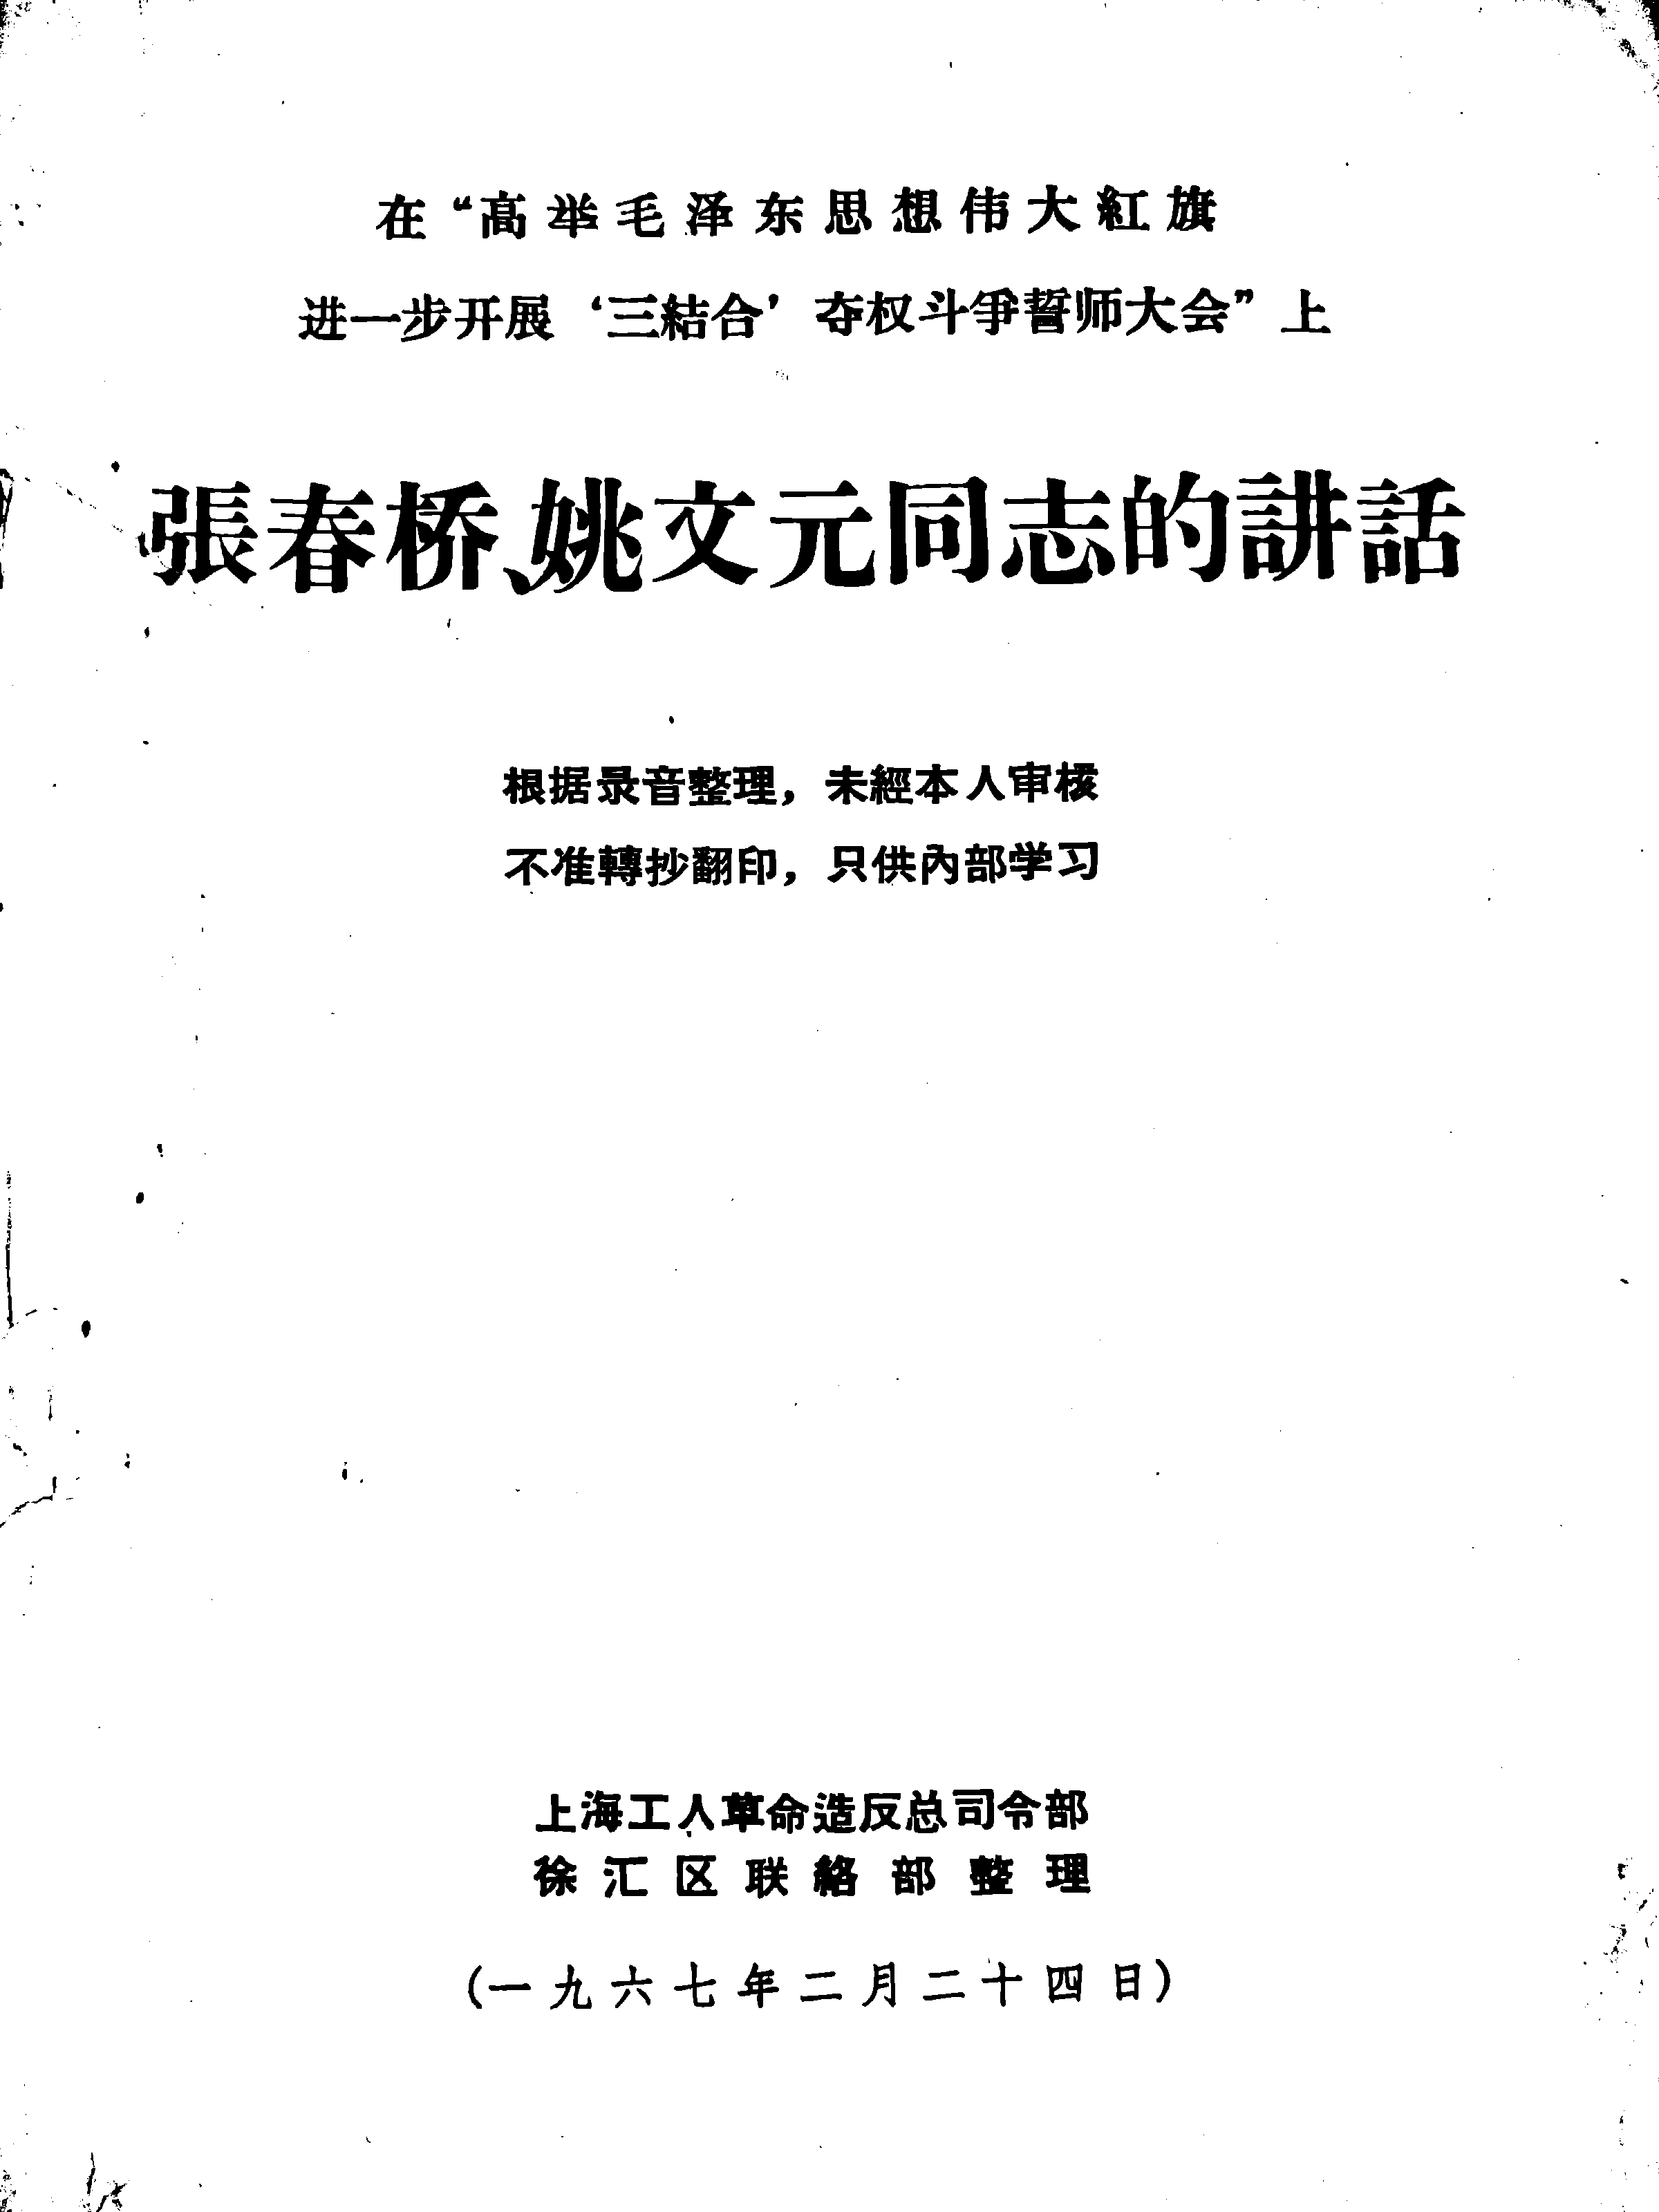 在“高举毛泽东思想伟大紅旗
进一步开展‘三結合’夺权斗爭誓师大会”上
張春桥、姚文元同志的講話
根据录音整理，未經本人审核
不准轉抄翻印，只供內部学习
上海工人革命造反总司令部
徐汇区联絡部整理
(一九六七年二月二十四日)